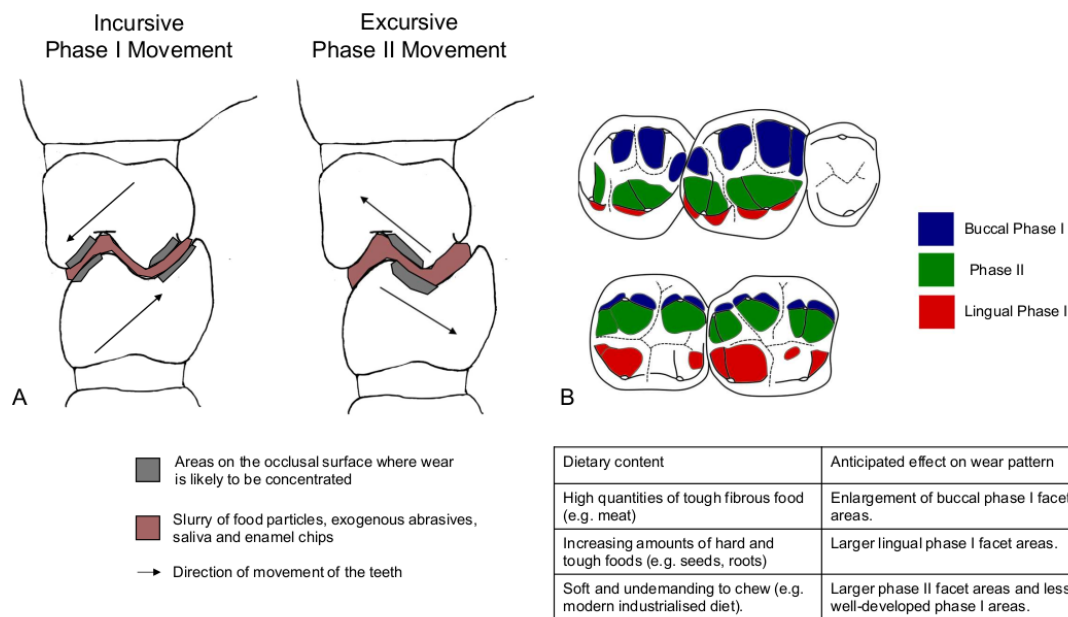 Incursive
Phase I Movement
Excursive
Phase II Movement
A
B
Buccal Phase I
Phase II
Lingual Phase I
Areas on the occlusal surface where wear
is likely to be concentrated
Slurry of food particles, exogenous abrasives,
saliva and enamel chips
Direction of movement of the teeth
Dietary content
Anticipated effect on wear pattern
High quantities of tough fibrous food
(e.g. meat)
Enlargement of buccal phase I facet
areas.
Increasing amounts of hard and
tough foods (e.g. seeds, roots)
Larger lingual phase I facet areas.
Soft and undemanding to chew (e.g.
modern industrialised diet).
Larger phase II facet areas and less
well-developed phase I areas.